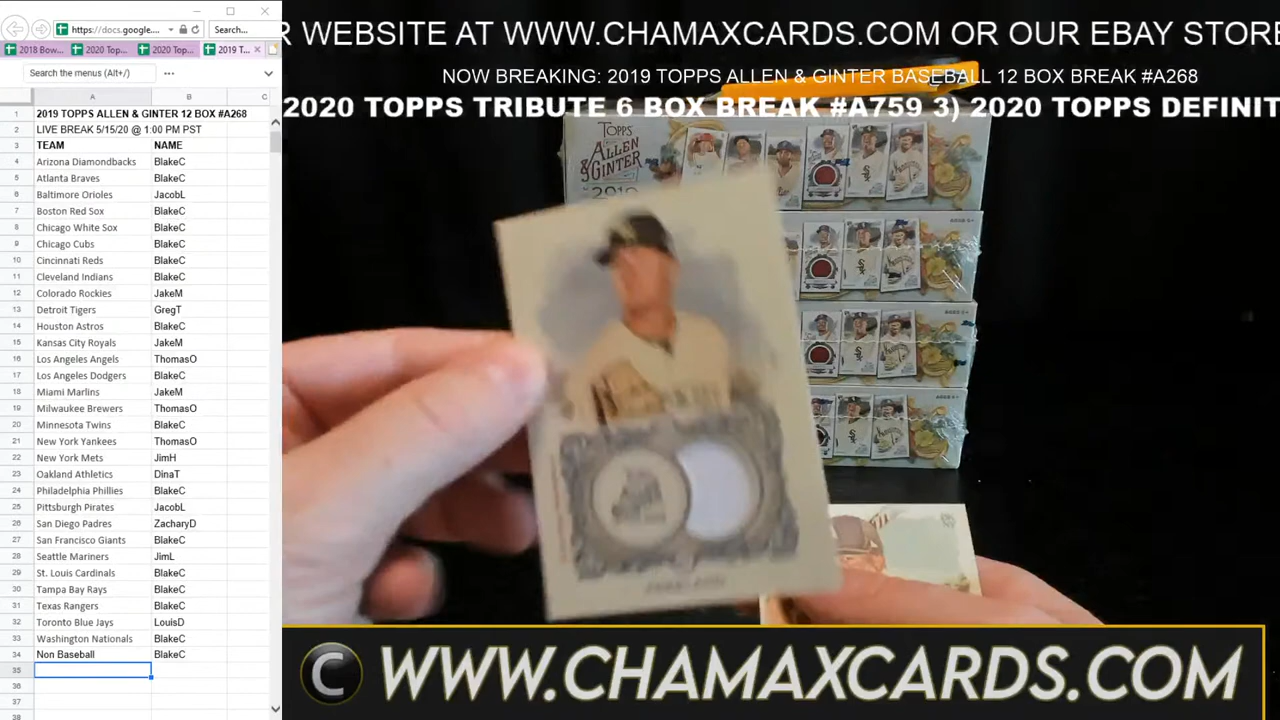 https://docs.google....
Search...
2018 Bow...
2020 Top...
2020 Top...
2019 T...
Search the menus (Alt+/)
A B C
1 2019 TOPPS ALLEN & GINTER 12 BOX #A268
2 LIVE BREAK 5/15/20 @ 1:00 PM PST
3 TEAM NAME
4 Arizona Diamondbacks BlakeC
5 Atlanta Braves BlakeC
6 Baltimore Orioles JacobL
7 Boston Red Sox BlakeC
8 Chicago White Sox BlakeC
9 Chicago Cubs BlakeC
10 Cincinnati Reds BlakeC
11 Cleveland Indians BlakeC
12 Colorado Rockies JakeM
13 Detroit Tigers GregT
14 Houston Astros BlakeC
15 Kansas City Royals JakeM
16 Los Angeles Angels ThomasO
17 Los Angeles Dodgers BlakeC
18 Miami Marlins JakeM
19 Milwaukee Brewers ThomasO
20 Minnesota Twins BlakeC
21 New York Yankees ThomasO
22 New York Mets JimH
23 Oakland Athletics DinaT
24 Philadelphia Phillies BlakeC
25 Pittsburgh Pirates JacobL
26 San Diego Padres ZacharyD
27 San Francisco Giants BlakeC
28 Seattle Mariners JimL
29 St. Louis Cardinals BlakeC
30 Tampa Bay Rays BlakeC
31 Texas Rangers BlakeC
32 Toronto Blue Jays LouisD
33 Washington Nationals BlakeC
34 Non Baseball BlakeC
35
36
37
38
R WEBSITE AT WWW.CHAMAXCARDS.COM OR OUR EBAY STORE
NOW BREAKING: 2019 TOPPS ALLEN & GINTER BASEBALL 12 BOX BREAK #A268
2020 TOPPS TRIBUTE 6 BOX BREAK #A759 3) 2020 TOPPS DEFINIT
TOPPS
ALLEN
& GINTER
2019
C WWW.CHAMAXCARDS.COM